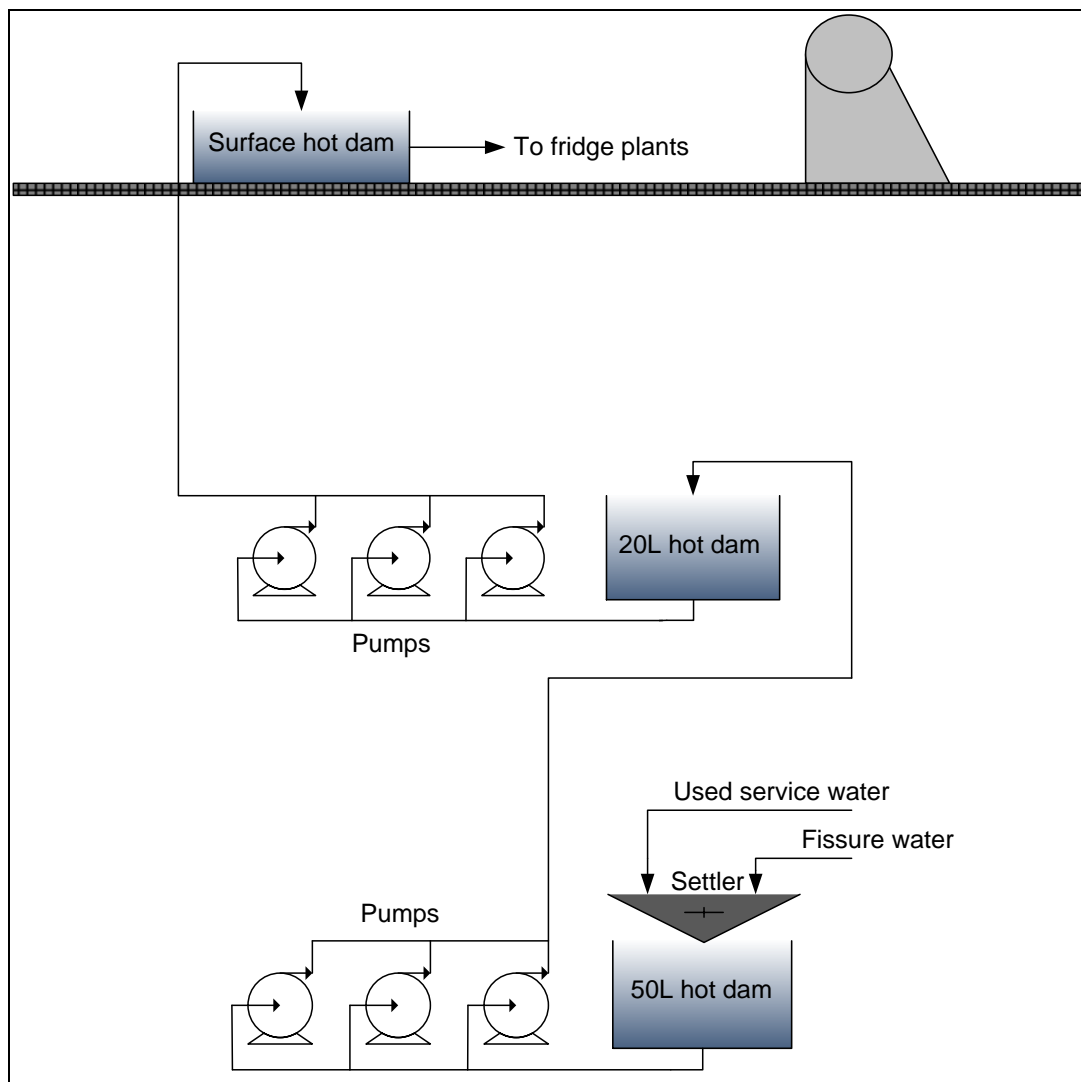 Surface hot dam
To fridge plants
20L hot dam
Pumps
Used service water
Fissure water
Settler
Pumps
50L hot dam